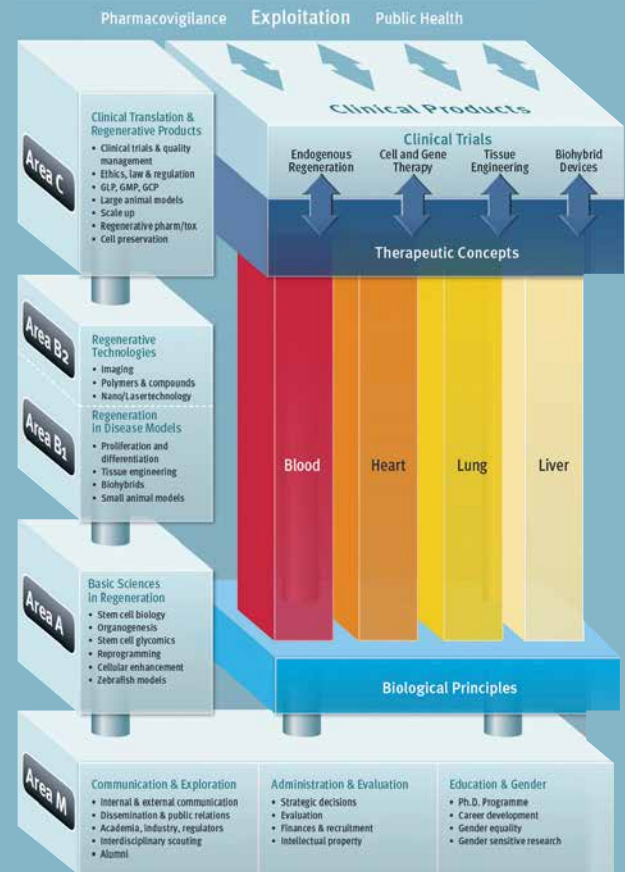 Pharmacovigilance Exploitation Public Health
Clinical Products
Clinical Trials
Endogenous
Regeneration
Cell and Gene
Therapy
Tissue
Engineering
Biohybrid
Devices
Therapeutic Concepts
Area C
Clinical Translation &
Regenerative Products
• Clinical trials & quality
management
• Ethics, law & regulation
• GLP, GMP, GCP
• Large animal models
• Scale up
• Regenerative pharm/tox
• Cell preservation
Area B2
Regenerative
Technologies
• Imaging
• Polymers & compounds
• Nano/Lasertechnology
Area B1
Regeneration
in Disease Models
• Proliferation and
differentiation
• Tissue engineering
• Biohybrids
• Small animal models
Blood
Heart
Lung
Liver
Area A
Basic Sciences
in Regeneration
• Stem cell biology
• Organogenesis
• Stem cell glycomics
• Reprogramming
• Cellular enhancement
• Zebrafish models
Biological Principles
Area M
Communication & Exploration
• Internal & external communication
• Dissemination & public relations
• Academia, industry, regulators
• Interdisciplinary scouting
• Alumni
Administration & Evaluation
• Strategic decisions
• Evaluation
• Finances & recruitment
• Intellectual property
Education & Gender
• Ph.D. Programme
• Career development
• Gender equality
• Gender sensitive research